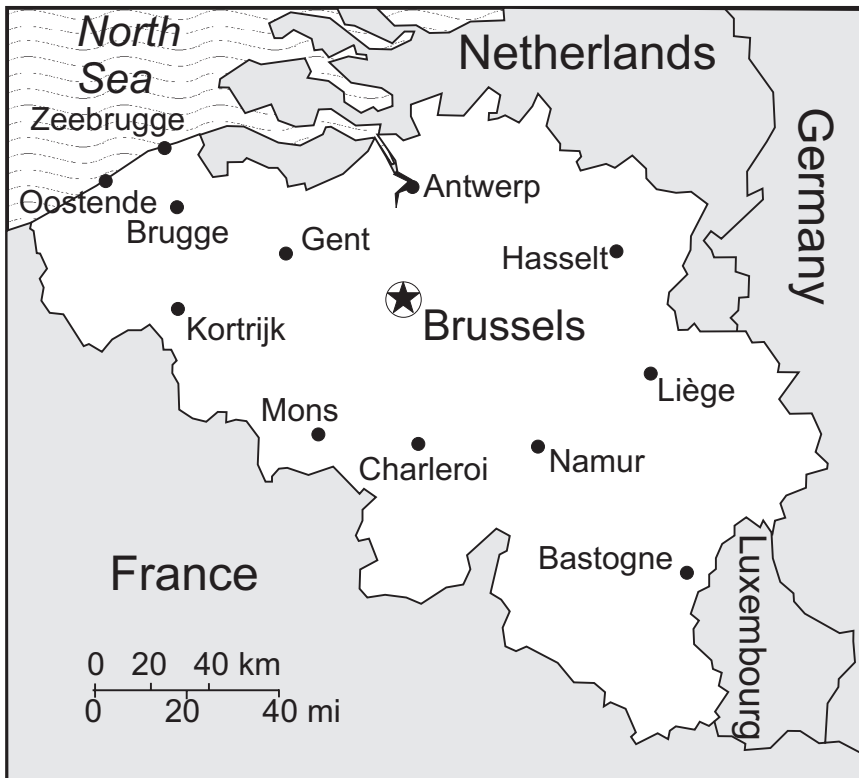 North
Sea
Netherlands
Germany
Zeebrugge
Oostende
Brugge
Antwerp
Gent
Hasselt
Brussels
Kortrijk
Liège
Mons
Charleroi
Namur
Bastogne
France
Luxembourg
0 20 40 km
0 20 40 mi